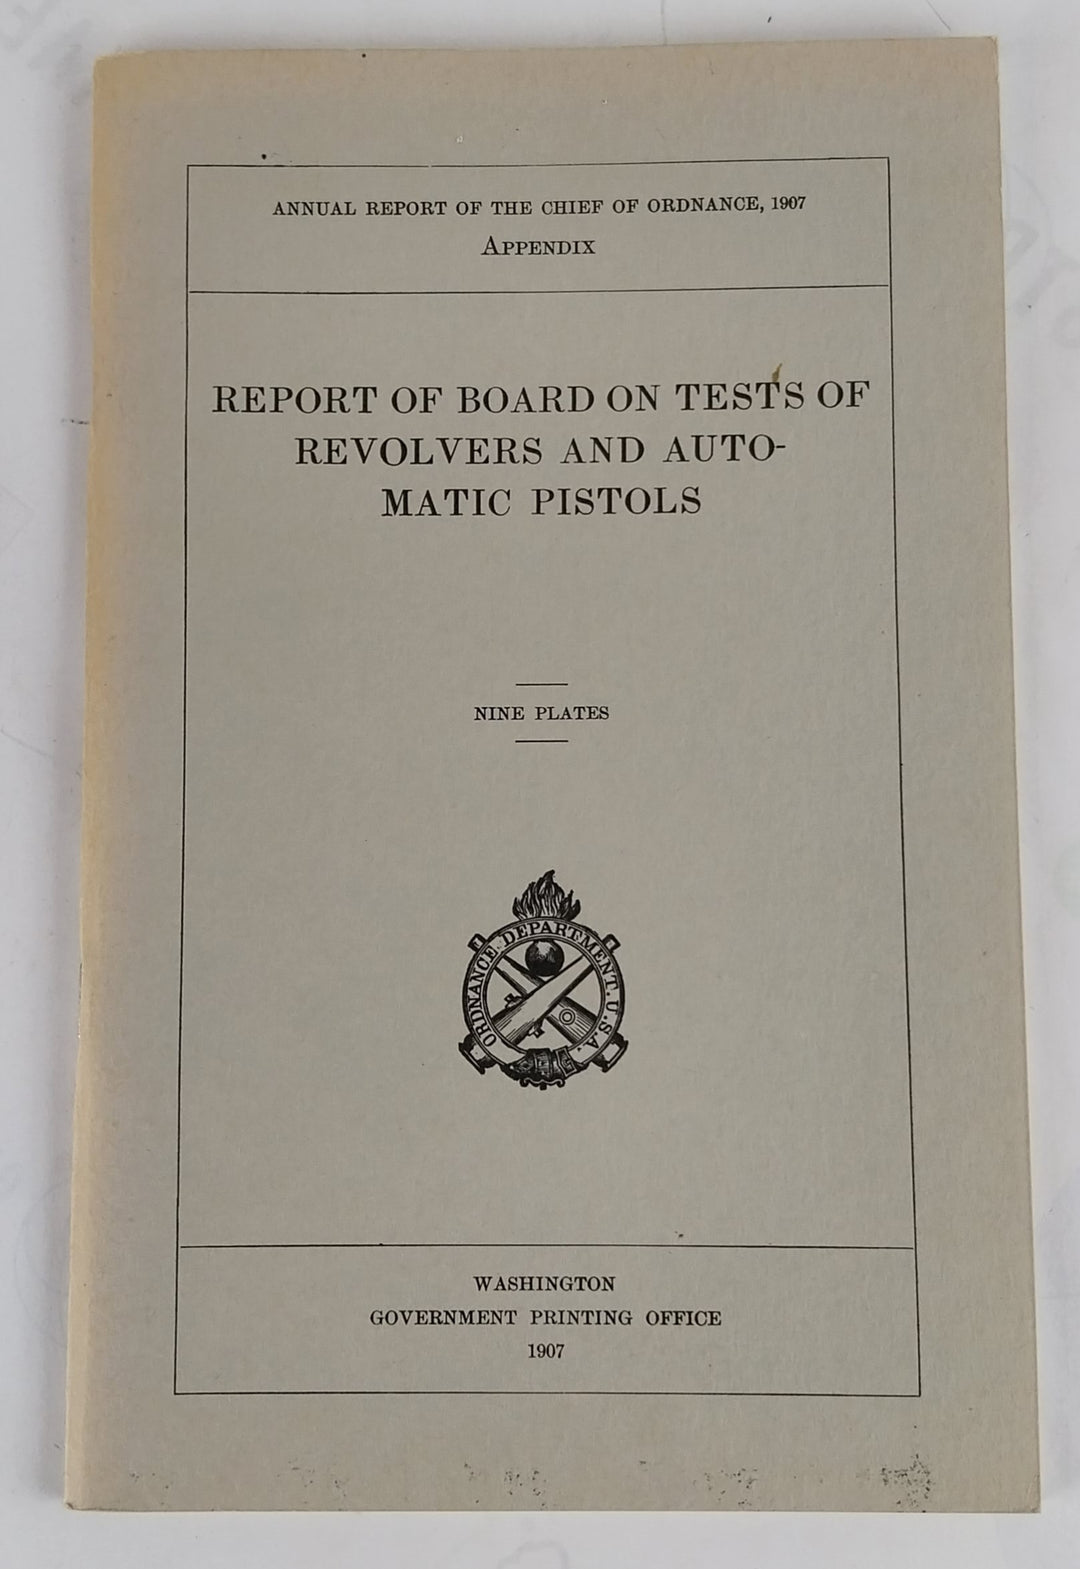 ANNUAL REPORT OF THE CHIEF OF ORDNANCE, 1907
APPENDIX
REPORT OF BOARD ON TESTS OF
REVOLVERS AND AUTO-
MATIC PISTOLS
NINE PLATES
ORDNANCE DEPARTMENT. U.S.A.
WASHINGTON
GOVERNMENT PRINTING OFFICE
1907